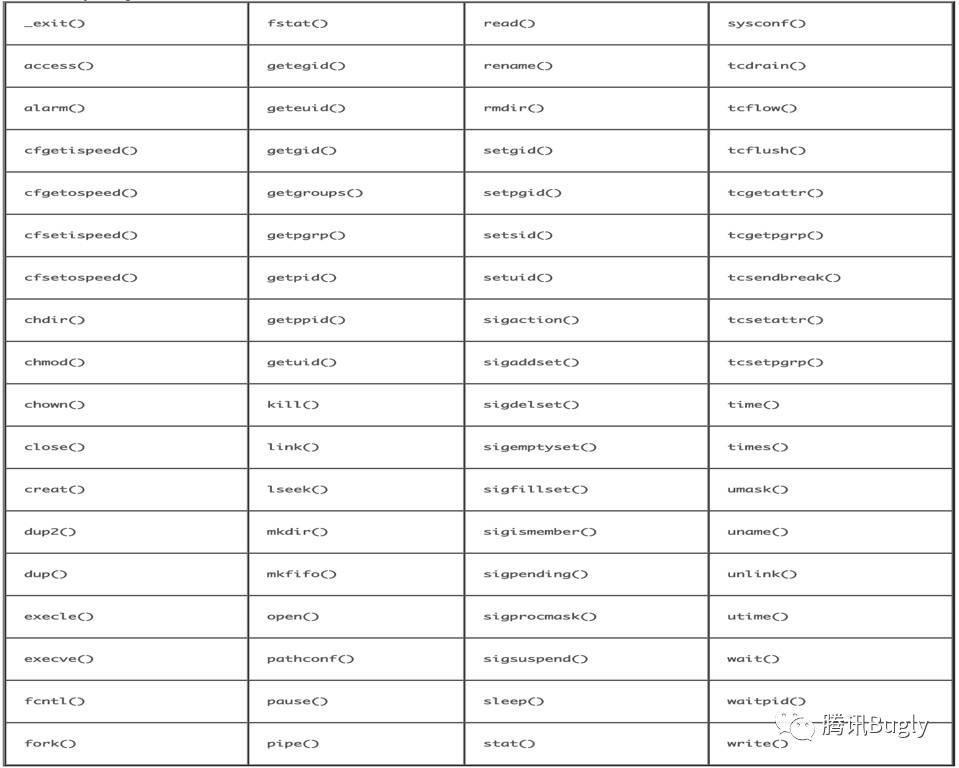 _exit() fstat() read() sysconf()
access() getegid() rename() tcdrain()
alarm() geteuid() rmdir() tcflow()
cfgetispeed() getgid() setgid() tcflush()
cfgetospeed() getgroups() setpgid() tcgetattr()
cfsetispeed() getpgrp() setsid() tcgetpgrp()
cfsetospeed() getpid() setuid() tcsendbreak()
chdir() getppid() sigaction() tcsetattr()
chmod() getuid() sigaddset() tcsetpgrp()
chown() kill() sigdelset() time()
close() link() sigemptyset() times()
creat() lseek() sigfillset() umask()
dup2() mkdir() sigismember() uname()
dup() mkfifo() sigpending() unlink()
execle() open() sigprocmask() utime()
execve() pathconf() sigsuspend() wait()
fcntl() pause() sleep() waitpid()
fork() pipe() stat() write()
腾讯Bugly